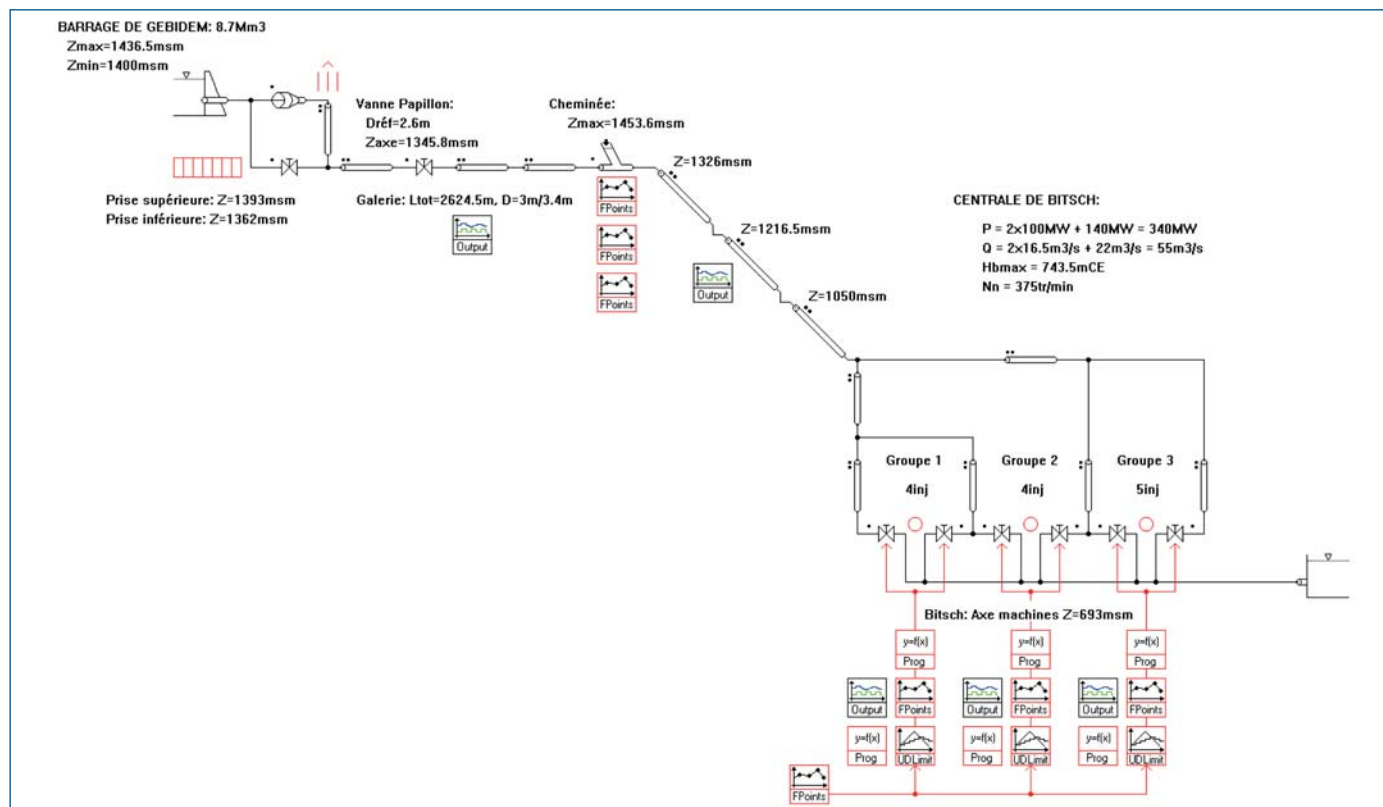 BARRAGE DE GEBIDEM: 8.7Mm3
Zmax=1436.5msm
Zmin=1400msm
Vanne Papillon:
Dréf=2.6m
Zaxe=1345.8msm
Cheminée:
Zmax=1453.6msm
Z=1326msm
Prise supérieure: Z=1393msm
Prise inférieure: Z=1362msm
Galerie: Ltot=2624.5m, D=3m/3.4m
Output
FPoints
FPoints
FPoints
Z=1216.5msm
Output
Z=1050msm
CENTRALE DE BITSCH:
P = 2x100MW + 140MW = 340MW
Q = 2x16.5m3/s + 22m3/s = 55m3/s
Hbmax = 743.5mCE
Nn = 375tr/min
Groupe 1
4inj
Groupe 2
4inj
Groupe 3
5inj
Bitsch: Axe machines Z=693msm
y=f(x)
Prog
y=f(x)
Prog
y=f(x)
Prog
Output
FPoints
Output
FPoints
Output
FPoints
y=f(x)
Prog
UDLimit
y=f(x)
Prog
UDLimit
y=f(x)
Prog
UDLimit
FPoints